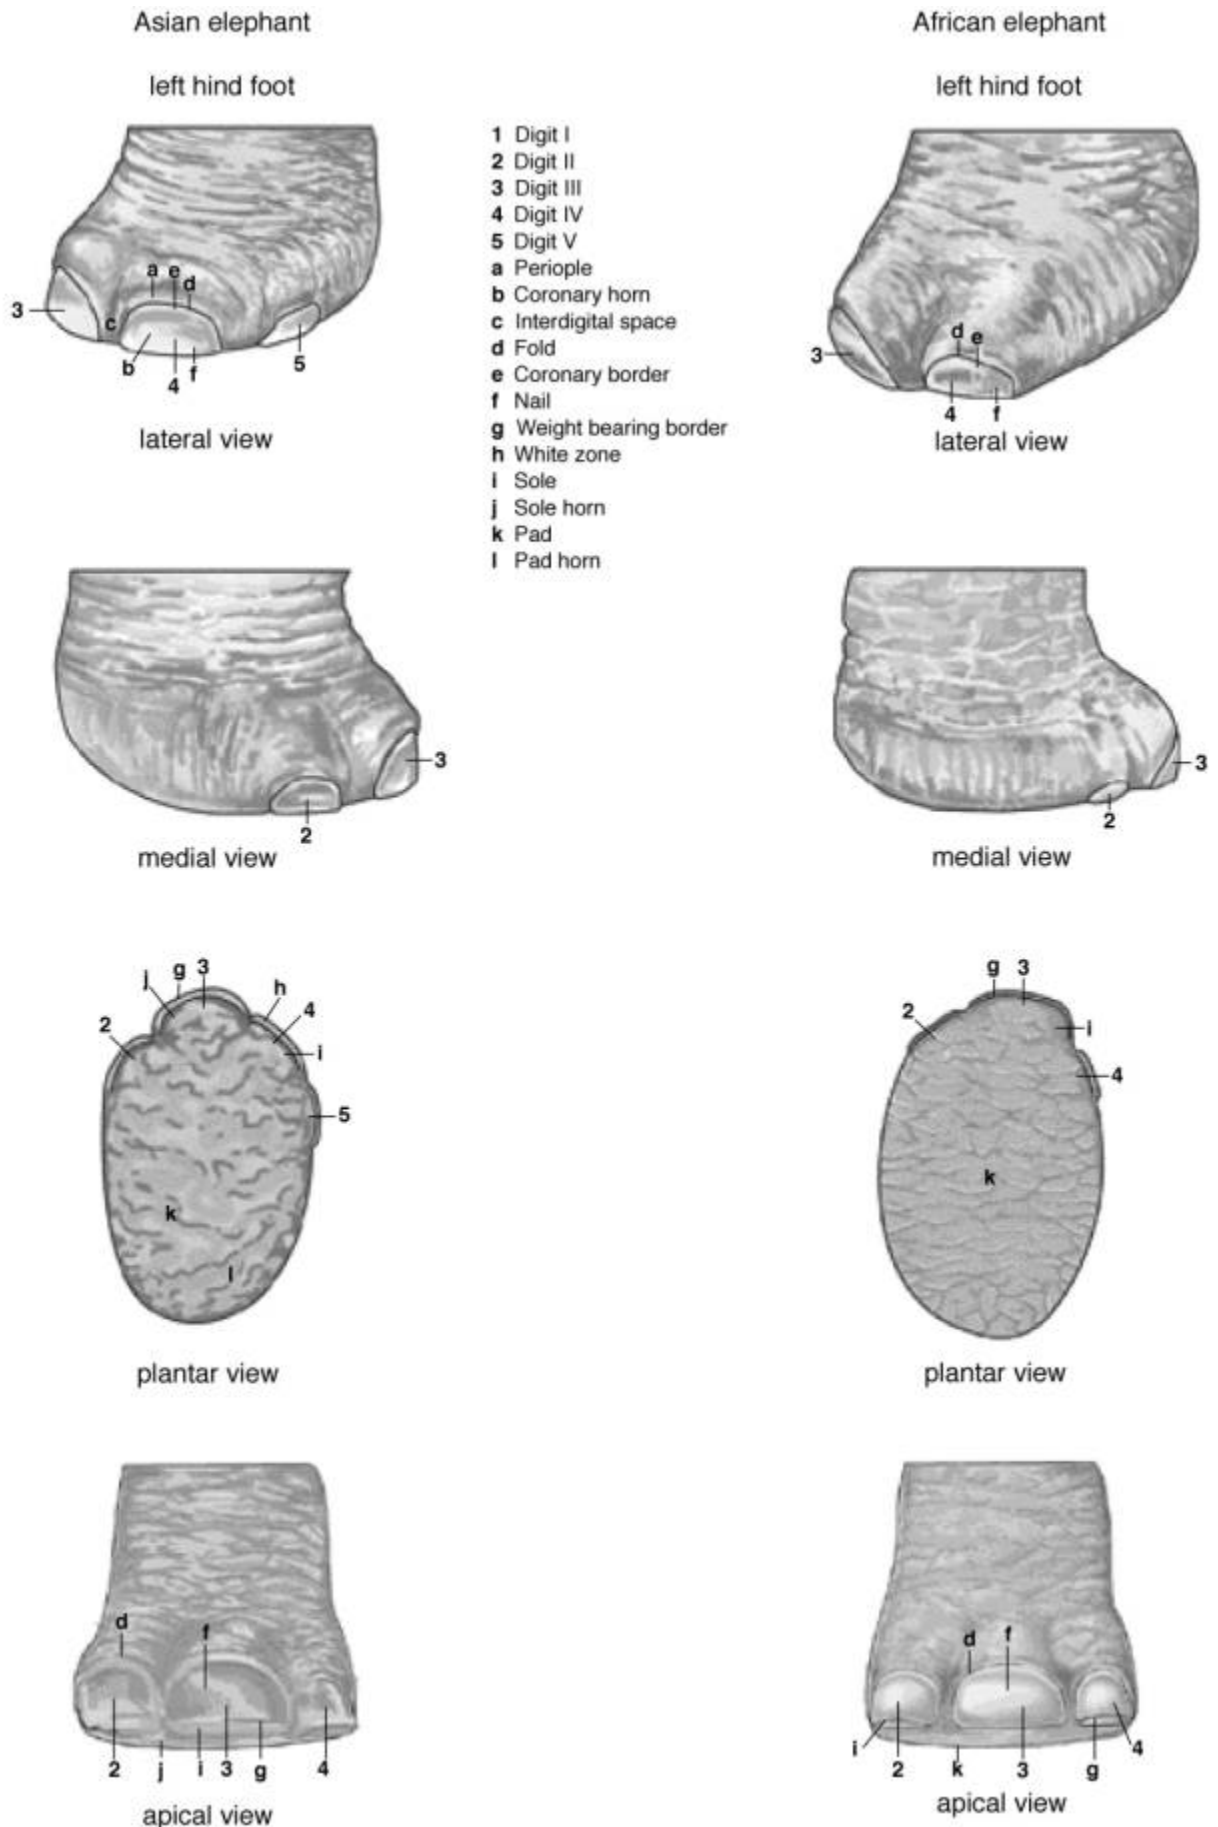 Asian elephant
African elephant
left hind foot
left hind foot
1 Digit I
2 Digit II
3 Digit III
4 Digit IV
5 Digit V
a Periople
b Coronary horn
c Interdigital space
d Fold
e Coronary border
f Nail
g Weight bearing border
h White zone
i Sole
j Sole horn
k Pad
l Pad horn
a e d
3
c
b 4 f
5
lateral view
d e
3
4 f
lateral view
3
2
medial view
3
2
medial view
j g 3
h
2
4
i
5
k
l
plantar view
g 3
2
i
4
k
plantar view
d
f
2 j i 3 g 4
apical view
d f
i 2 k 3 g 4
apical view